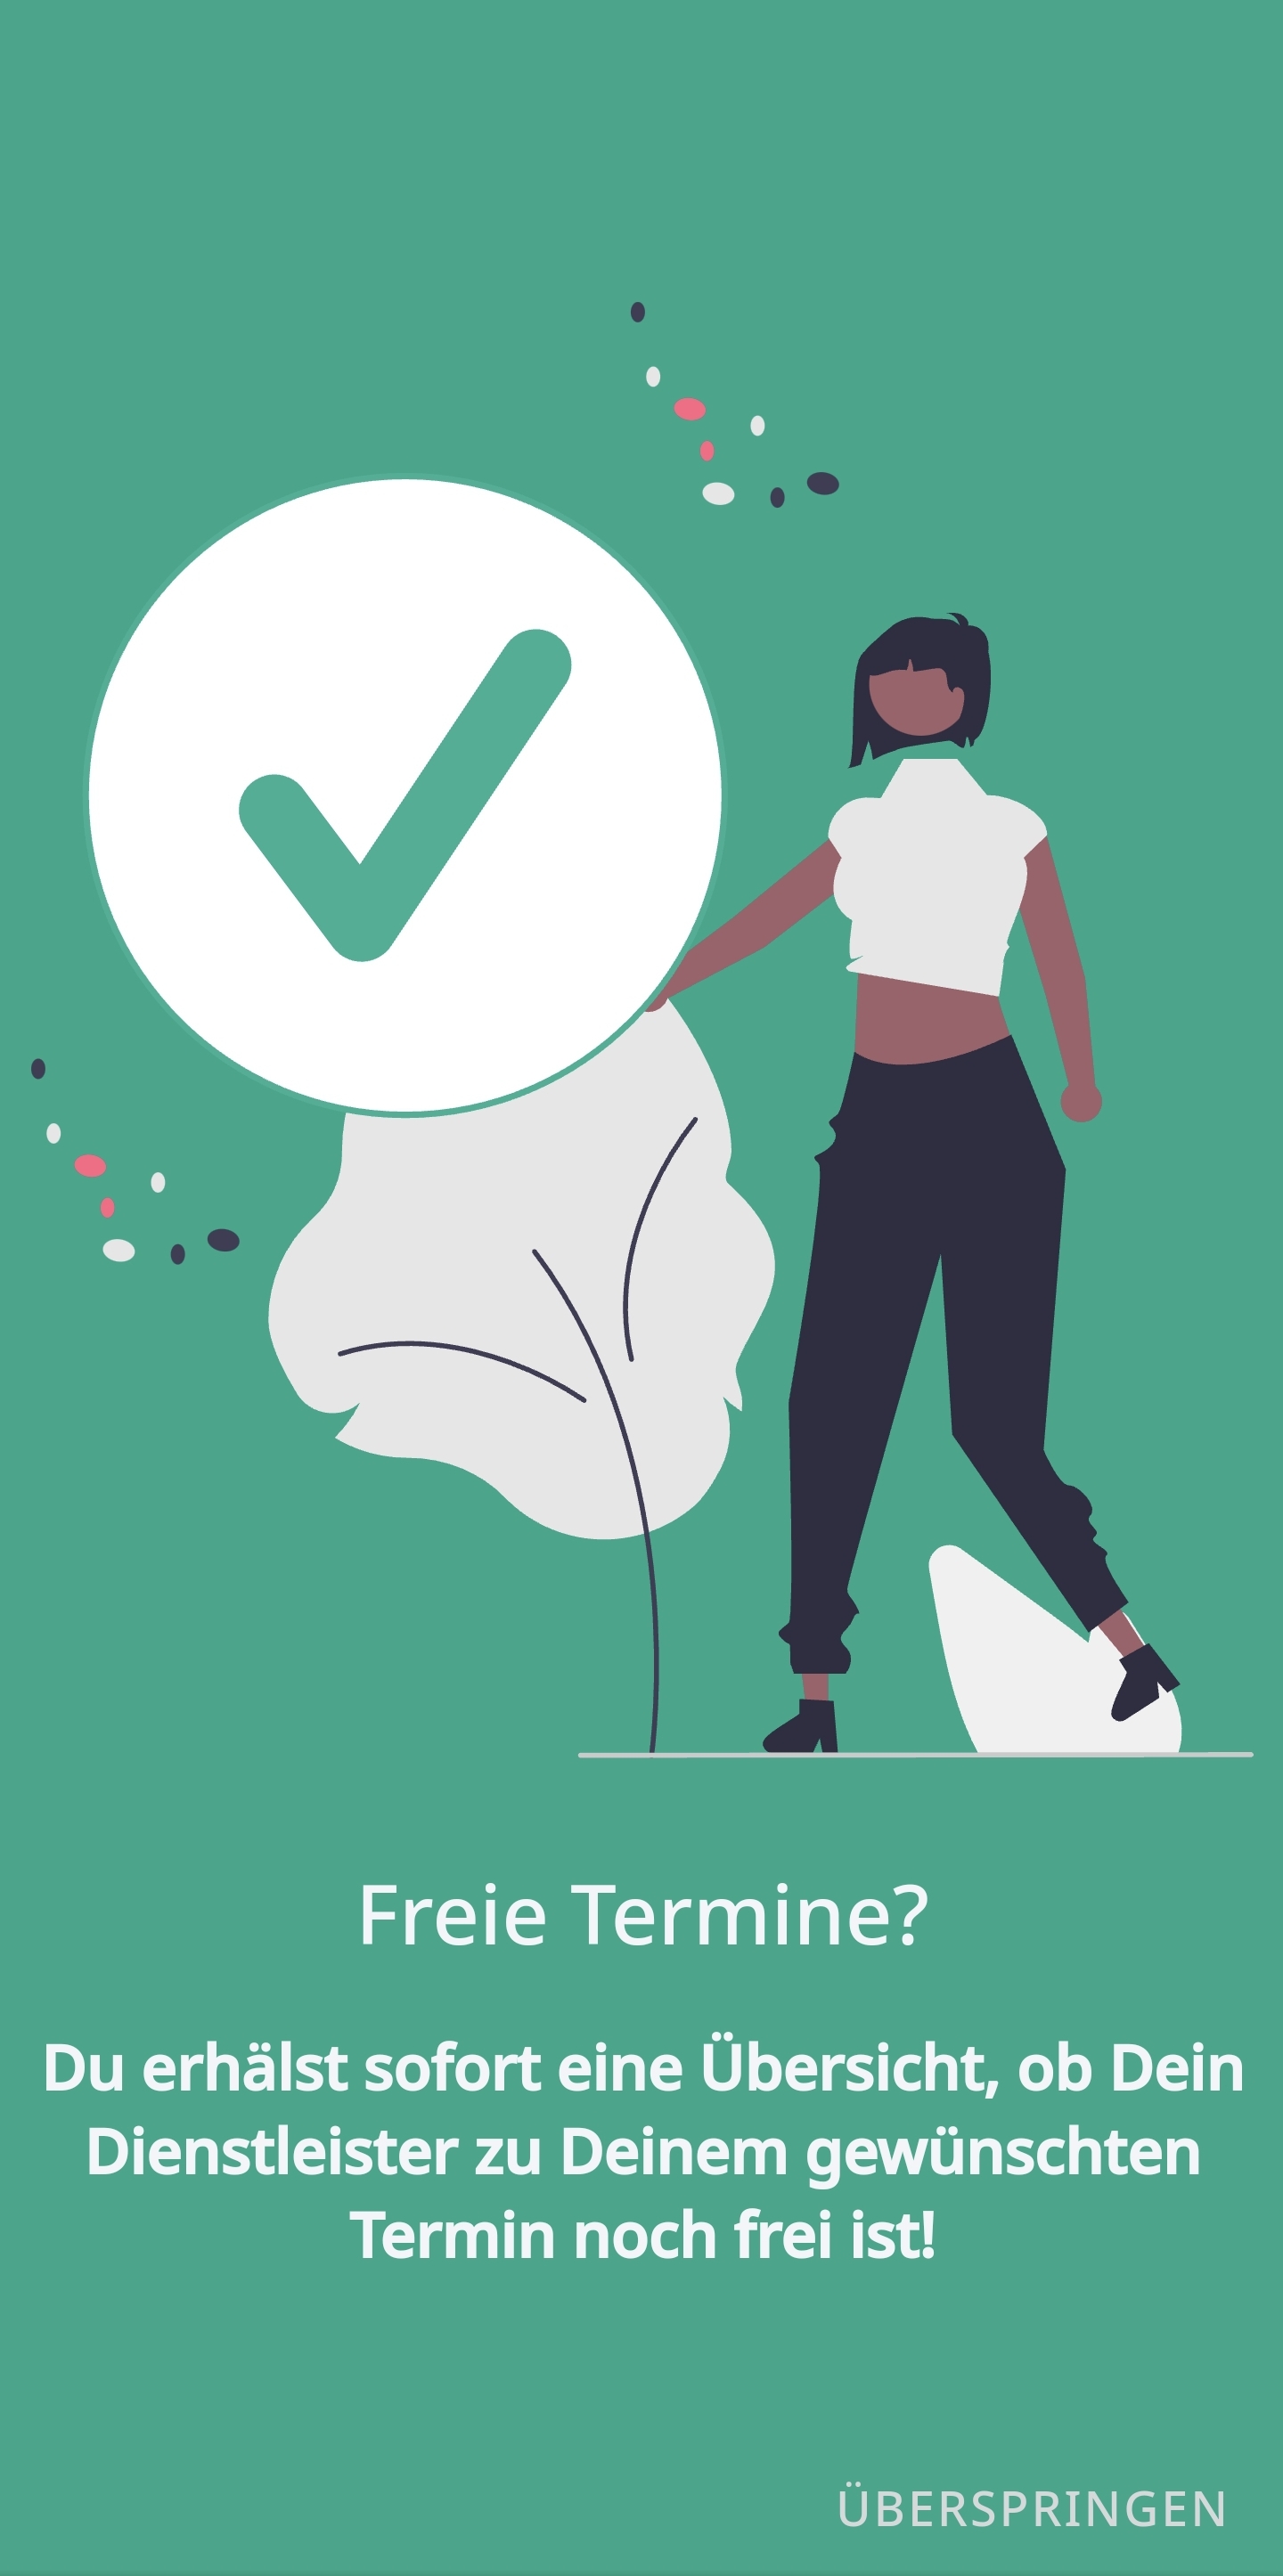 Freie Termine?
Du erhälst sofort eine Übersicht, ob Dein
Dienstleister zu Deinem gewünschten
Termin noch frei ist!
ÜBERSPRINGEN